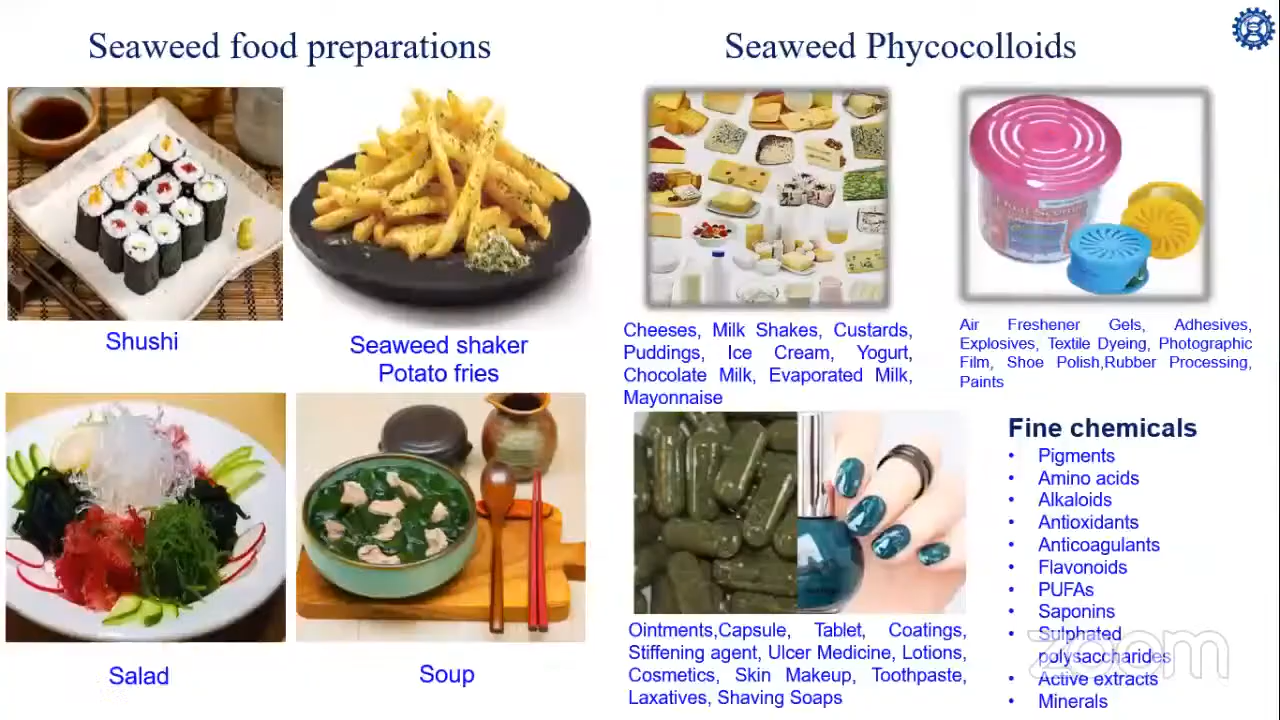 Seaweed food preparations
Seaweed Phycocolloids
Shushi
Seaweed shaker
Potato fries
Salad
Soup
Cheeses, Milk Shakes, Custards,
Puddings, Ice Cream, Yogurt,
Chocolate Milk, Evaporated Milk,
Mayonnaise
Air Freshener Gels, Adhesives,
Explosives, Textile Dyeing, Photographic
Film, Shoe Polish,Rubber Processing,
Paints
Ointments,Capsule, Tablet, Coatings,
Stiffening agent, Ulcer Medicine, Lotions,
Cosmetics, Skin Makeup, Toothpaste,
Laxatives, Shaving Soaps
Fine chemicals
• Pigments
• Amino acids
• Alkaloids
• Antioxidants
• Anticoagulants
• Flavonoids
• PUFAs
• Saponins
• Sulphated
polysaccharides
• Active extracts
• Minerals
zoom